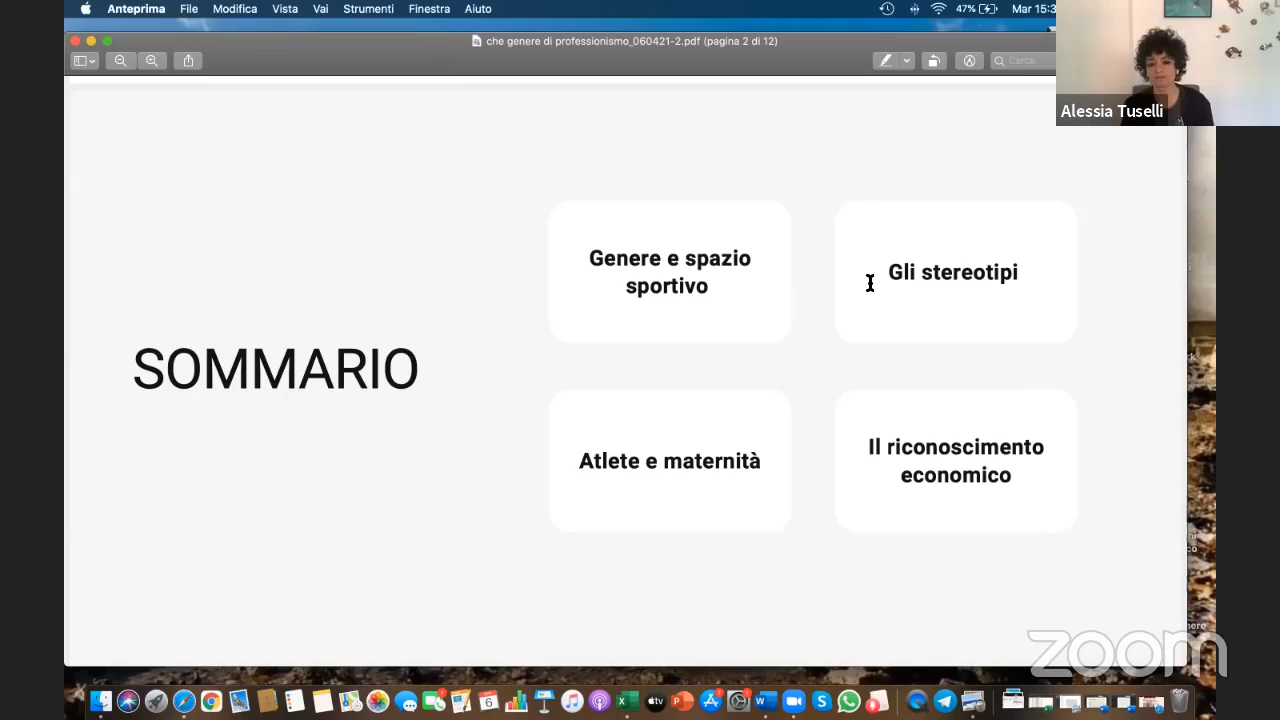 Anteprima File Modifica Vista Vai Strumenti Finestra Aiuto 47% Mar 15:3
che genere di professionismo_060421-2.pdf (pagina 2 di 12)
Cerca
Alessia Tuselli
Genere e spazio
sportivo
Gli stereotipi
SOMMARIO
Atlete e maternità
Il riconoscimento
economico
zoom